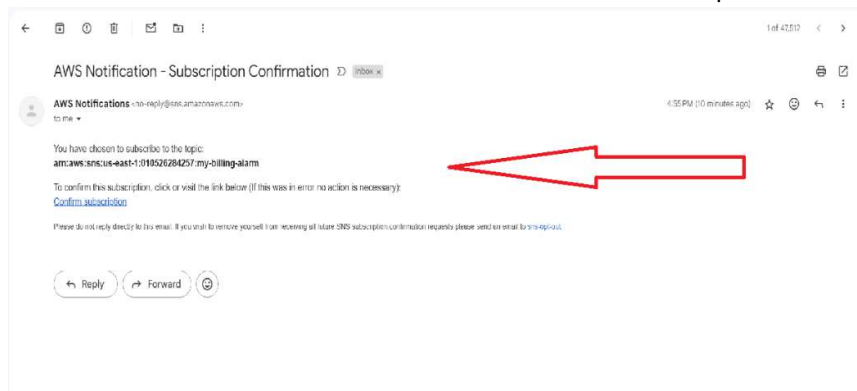 1 of 47,512
AWS Notification - Subscription Confirmation
Inbox x
AWS Notifications <no-reply@sns.amazonaws.com>
4:55 PM (10 minutes ago)
to me
You have chosen to subscribe to the topic:
arn:aws:sns:us-east-1:010526284257:my-billing-alarm
To confirm this subscription, click or visit the link below (If this was in error no action is necessary):
Confirm subscription
Please do not reply directly to this email. If you wish to remove yourself from receiving all future SNS subscription confirmation requests please send an email to sns-opt-out
Reply
Forward